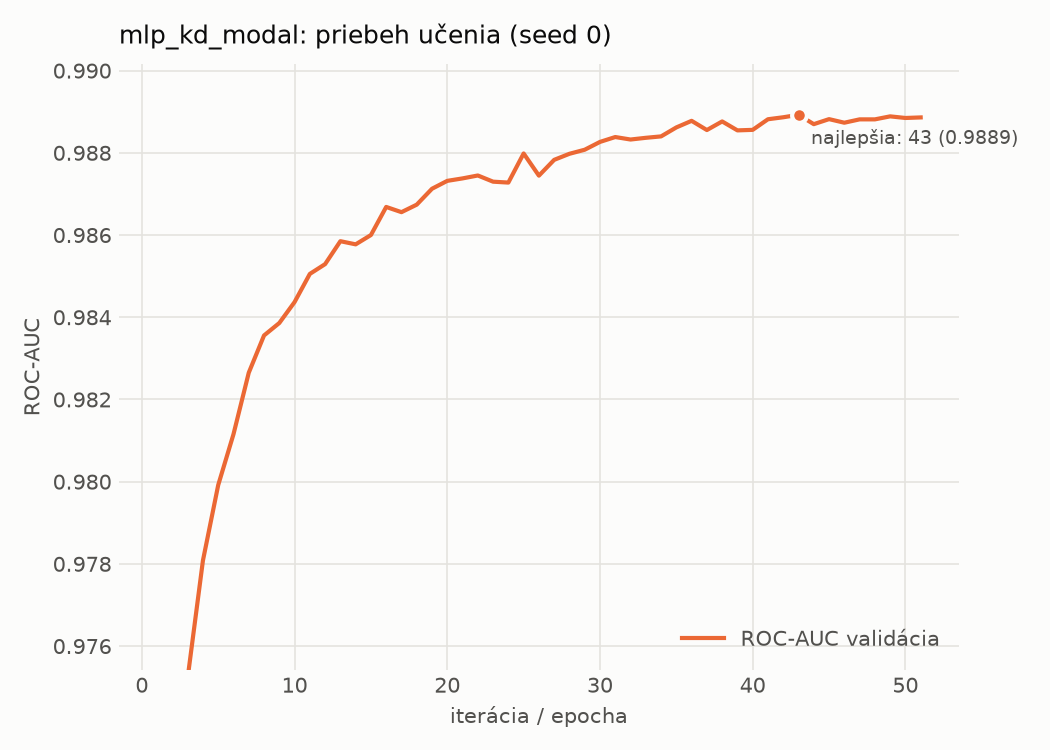 mlp_kd_modal: priebeh učenia (seed 0)
0.990
0.988
0.986
0.984
0.982
0.980
0.978
0.976
ROC-AUC
najlepšia: 43 (0.9889)
ROC-AUC validácia
0 10 20 30 40 50
iterácia / epocha